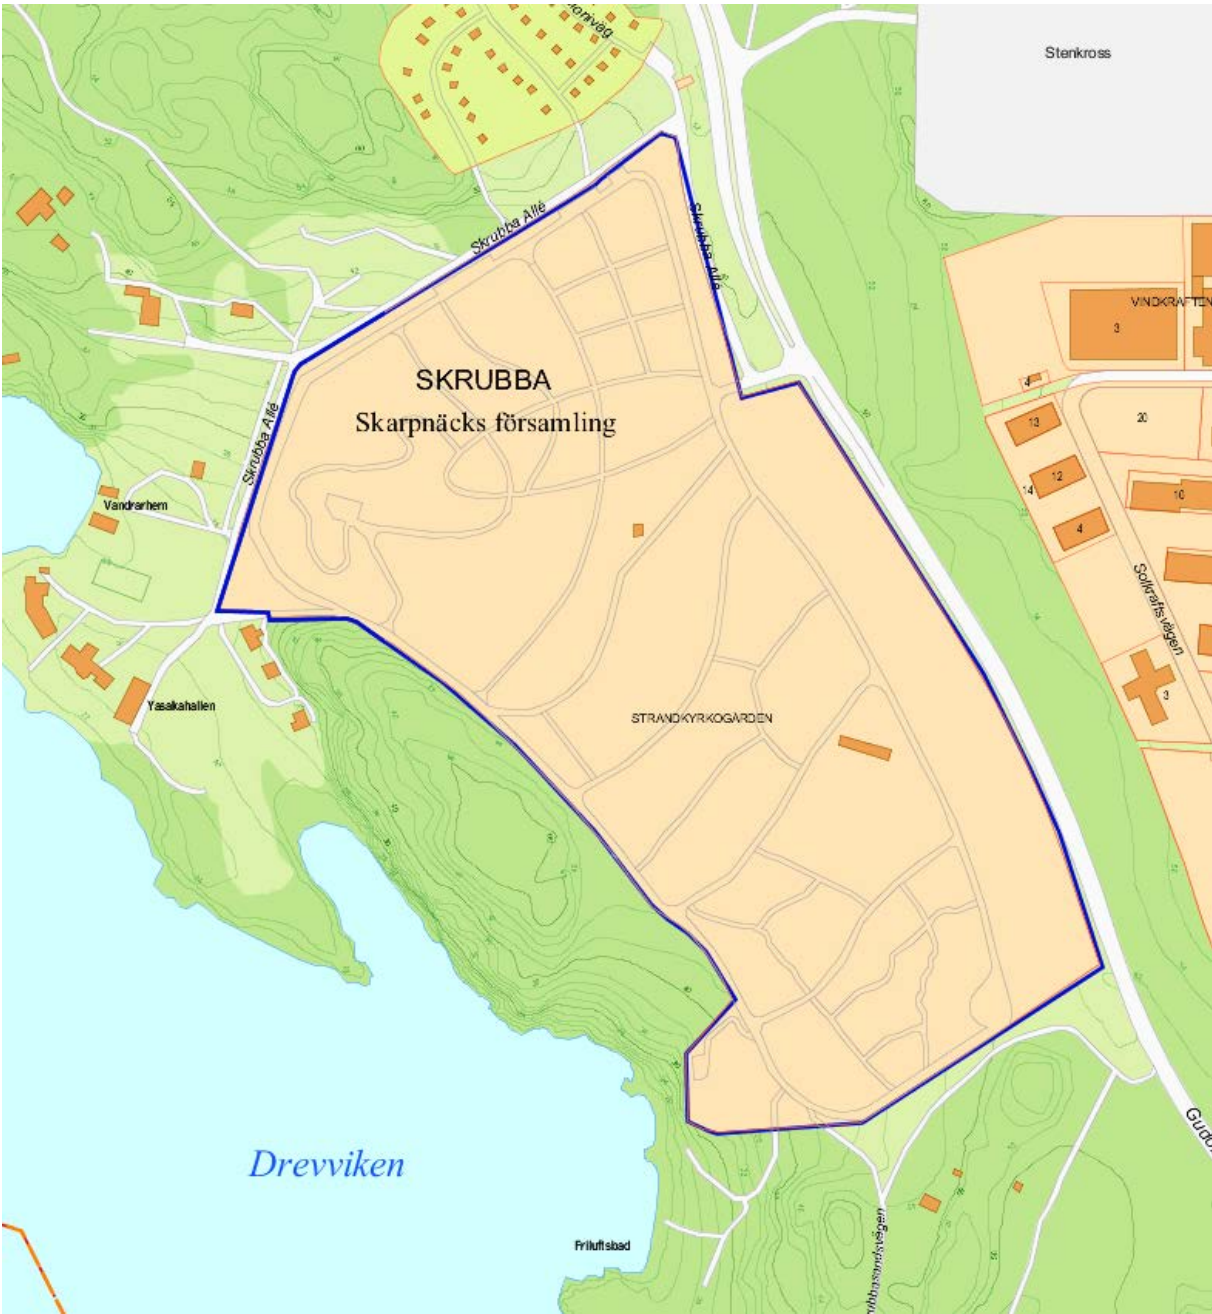 Stenkross
Skrubba Allé
Skrubba Allé
VINDKRAFTEN
3
SKRUBBA
4
Skarpnäcks församling
13
20
Skrubba Allé
12
14
10
Vandrarhem
4
Solkraftsvägen
3
Yasakahallen
STRANDKYRKOGÅRDEN
Drevviken
Friluftsbad